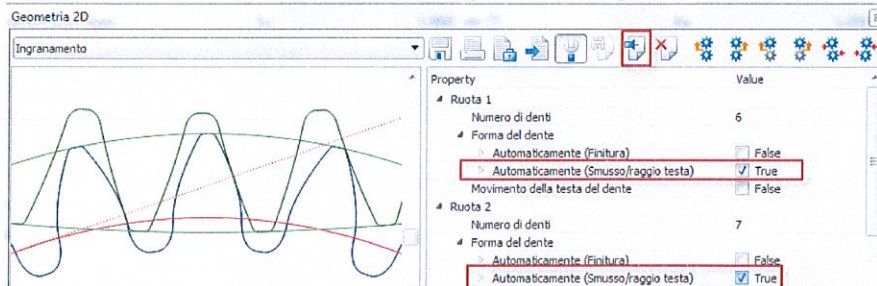 Geometria 2D
Ingranamento
Property Value
Ruota 1
Numero di denti 6
Forma del dente
Automaticamente (Finitura) False
Automaticamente (Smusso/raggio testa) True
Movimento della testa del dente False
Ruota 2
Numero di denti 7
Forma del dente
Automaticamente (Finitura) False
Automaticamente (Smusso/raggio testa) True